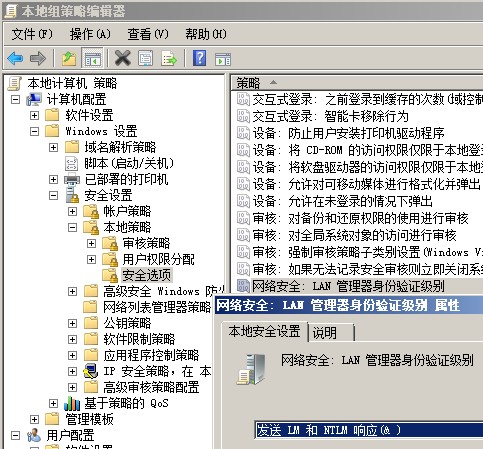 本地组策略编辑器
文件(F) 操作(A) 查看(V) 帮助(H)
本地计算机 策略
计算机配置
软件设置
Windows 设置
域名解析策略
脚本(启动/关机)
已部署的打印机
安全设置
帐户策略
本地策略
审核策略
用户权限分配
安全选项
高级安全 Windows 防火
网络列表管理器策略
公钥策略
软件限制策略
应用程序控制策略
IP 安全策略，在 本
高级审核策略配置
基于策略的 QoS
管理模板
用户配置
软件设置
策略
交互式登录: 之前登录到缓存的次数(域控制
交互式登录: 智能卡移除行为
设备: 防止用户安装打印机驱动程序
设备: 将 CD-ROM 的访问权限仅限于本地登
设备: 将软盘驱动器的访问权限仅限于本地
设备: 允许对可移动媒体进行格式化并弹出
设备: 允许在未登录的情况下弹出
审核: 对备份和还原权限的使用进行审核
审核: 对全局系统对象的访问进行审核
审核: 强制审核策略子类别设置(Windows V
审核: 如果无法记录安全审核则立即关闭系统
网络安全: LAN 管理器身份验证级别
网络安全: LAN 管理器身份验证级别 属性
本地安全设置 说明
网络安全: LAN 管理器身份验证级别
发送 LM 和 NTLM 响应(& )